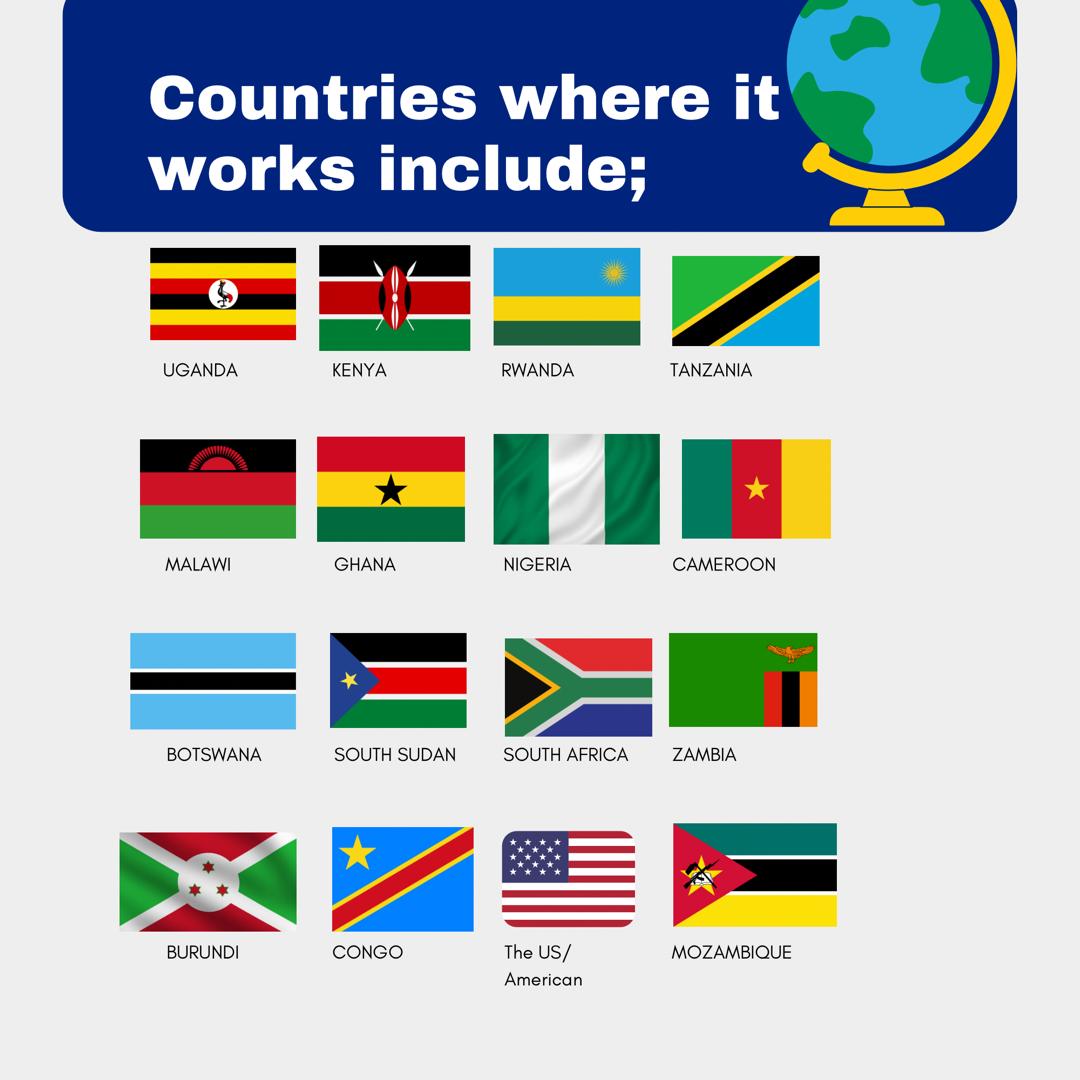 Countries where it
works include;
UGANDA
KENYA
RWANDA
TANZANIA
MALAWI
GHANA
NIGERIA
CAMEROON
BOTSWANA
SOUTH SUDAN
SOUTH AFRICA
ZAMBIA
BURUNDI
CONGO
The US/
American
MOZAMBIQUE